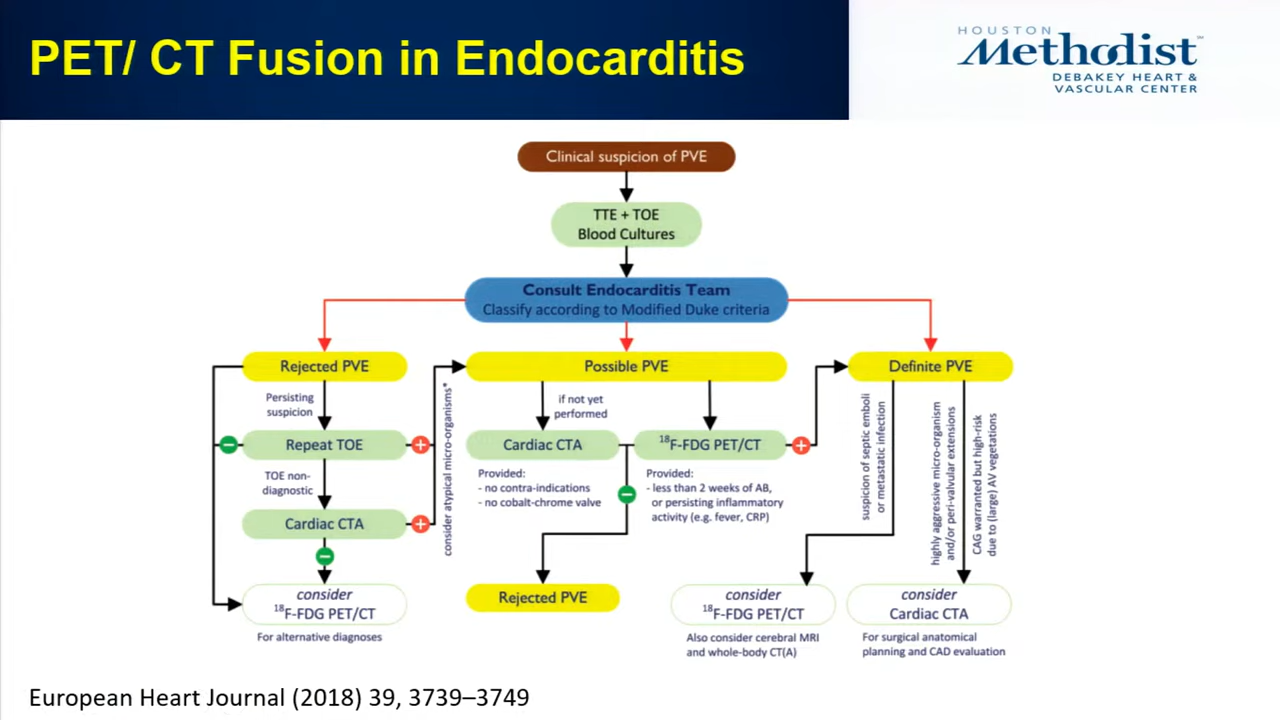 PET/ CT Fusion in Endocarditis
HOUSTON
Methodist
DEBAKEY HEART &
VASCULAR CENTER
Clinical suspicion of PVE
TTE + TOE
Blood Cultures
Consult Endocarditis Team
Classify according to Modified Duke criteria
Rejected PVE
Persisting
suspicion
Repeat TOE
TOE non-
diagnostic
Cardiac CTA
consider
18F-FDG PET/CT
For alternative diagnoses
consider atypical micro-organisms*
Possible PVE
if not yet
performed
Cardiac CTA
Provided:
- no contra-indications
- no cobalt-chrome valve
18F-FDG PET/CT
Provided:
- less than 2 weeks of AB,
or persisting inflammatory
activity (e.g. fever, CRP)
Rejected PVE
Definite PVE
suspicion of septic emboli
or metastatic infection
highly aggressive micro-organism
and/or peri-valvular extensions
CAG warranted but high-risk
due to (large) AV vegetations
consider
18F-FDG PET/CT
Also consider cerebral MRI
and whole-body CT(A)
consider
Cardiac CTA
For surgical anatomical
planning and CAD evaluation
European Heart Journal (2018) 39, 3739–3749